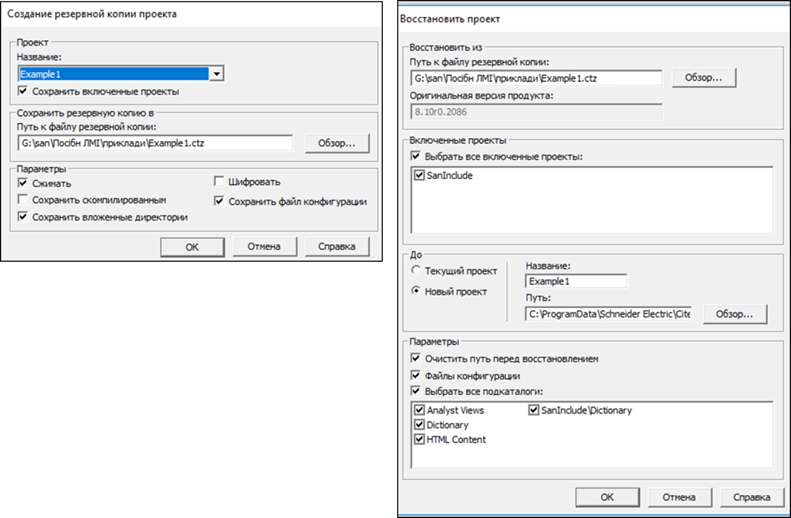 Создание резервной копии проекта
Проект
Название:
Example1
Сохранить включенные проекты
Сохранить резервную копию в
Путь к файлу резервной копии:
G:\san\Посібн ЛМІ\приклади\Example1.ctz
Обзор...
Параметры
Сжимать
Шифровать
Сохранить скомпилированным
Сохранить файл конфигурации
Сохранить вложенные директории
OK
Отмена
Справка
Восстановить проект
Восстановить из
Путь к файлу резервной копии:
G:\san\Посібн ЛМІ\приклади\Example1.ctz
Обзор...
Оригинальная версия продукта:
8.10r0.2086
Включенные проекты
Выбрать все включенные проекты:
SanInclude
До
Текущий проект
Новый проект
Название:
Example1
Путь:
C:\ProgramData\Schneider Electric\Cite
Обзор...
Параметры
Очистить путь перед восстановлением
Файлы конфигурации
Выбрать все подкаталоги:
Analyst Views
SanInclude\Dictionary
Dictionary
HTML Content
OK
Отмена
Справка